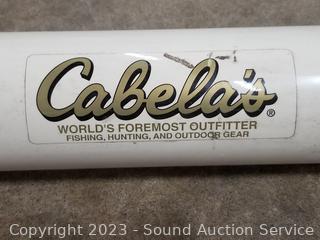 Cabela's®
WORLD'S FOREMOST OUTFITTER
FISHING, HUNTING, AND OUTDOOR GEAR
Copyright © 2023 - Sound Auction Service